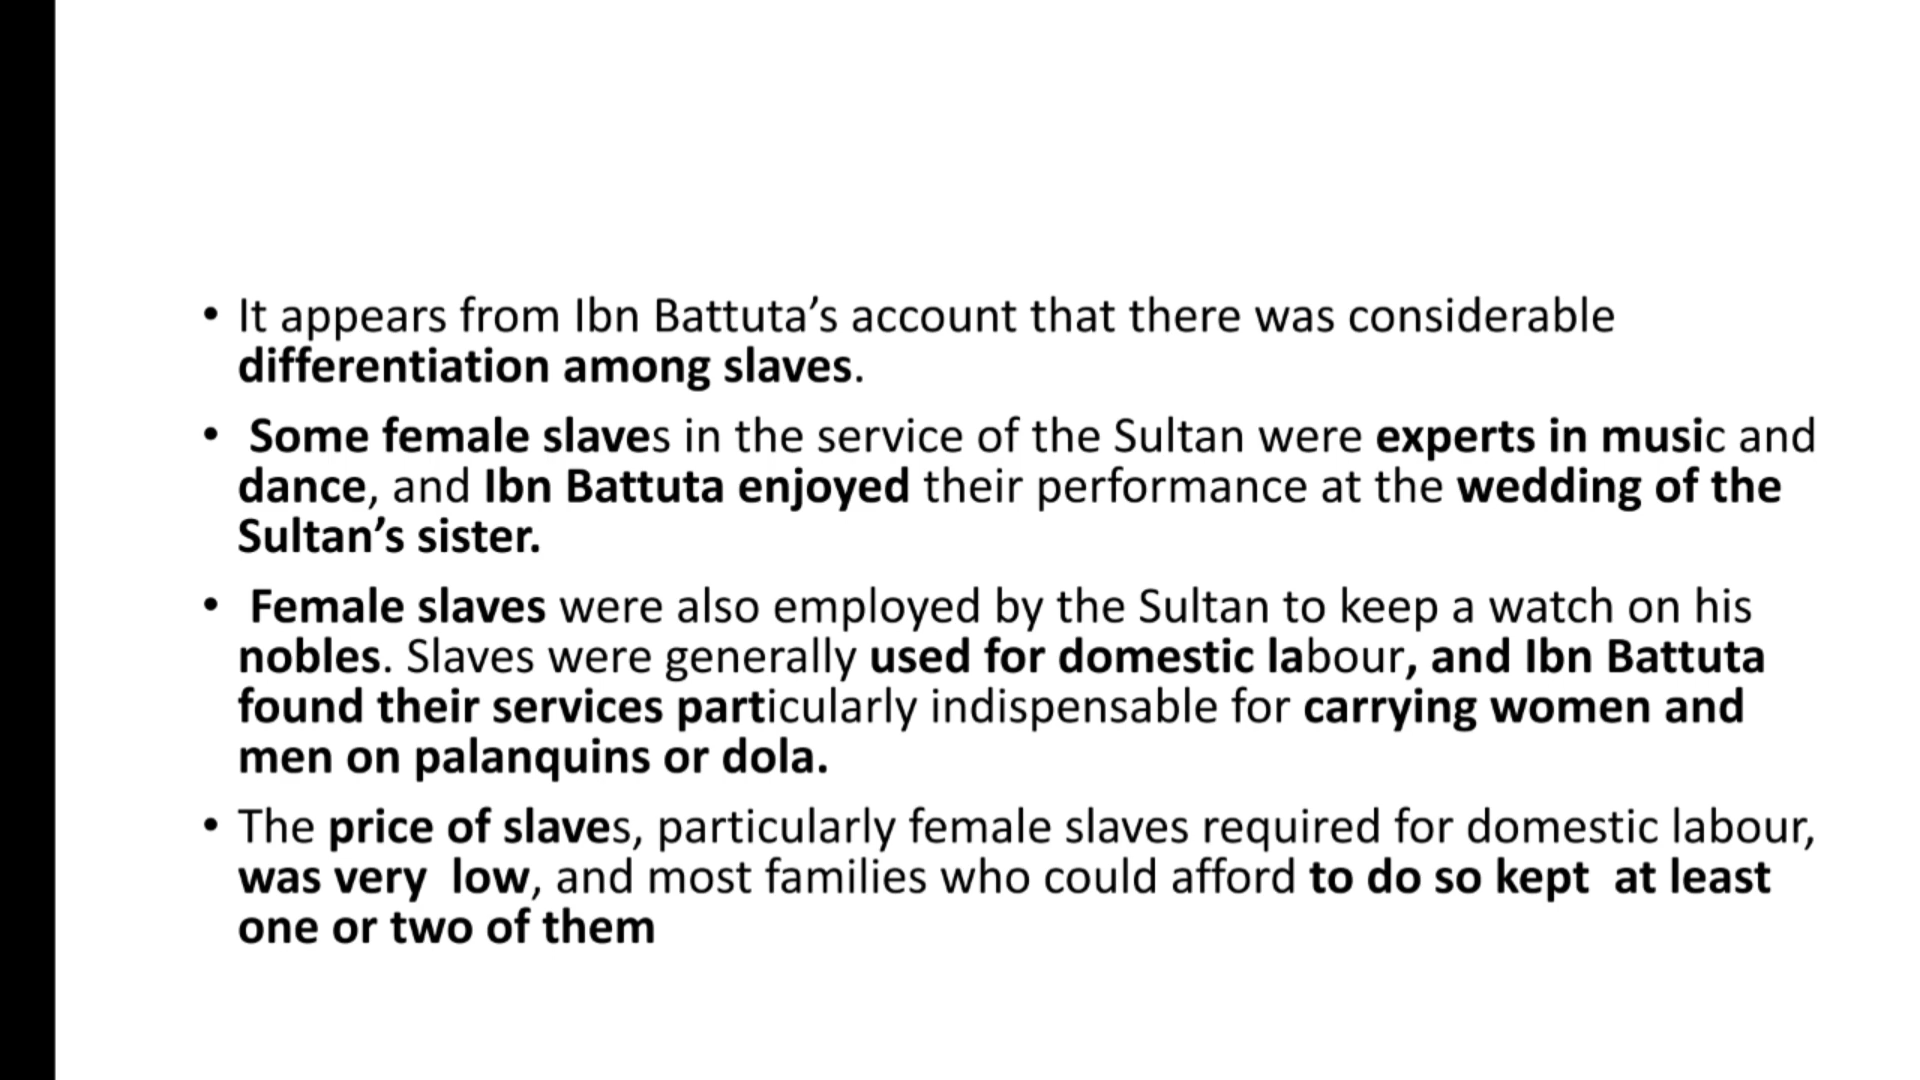 • It appears from Ibn Battuta’s account that there was considerable
differentiation among slaves.
• Some female slaves in the service of the Sultan were experts in music and
dance, and Ibn Battuta enjoyed their performance at the wedding of the
Sultan’s sister.
• Female slaves were also employed by the Sultan to keep a watch on his
nobles. Slaves were generally used for domestic labour, and Ibn Battuta
found their services particularly indispensable for carrying women and
men on palanquins or dola.
• The price of slaves, particularly female slaves required for domestic labour,
was very low, and most families who could afford to do so kept at least
one or two of them